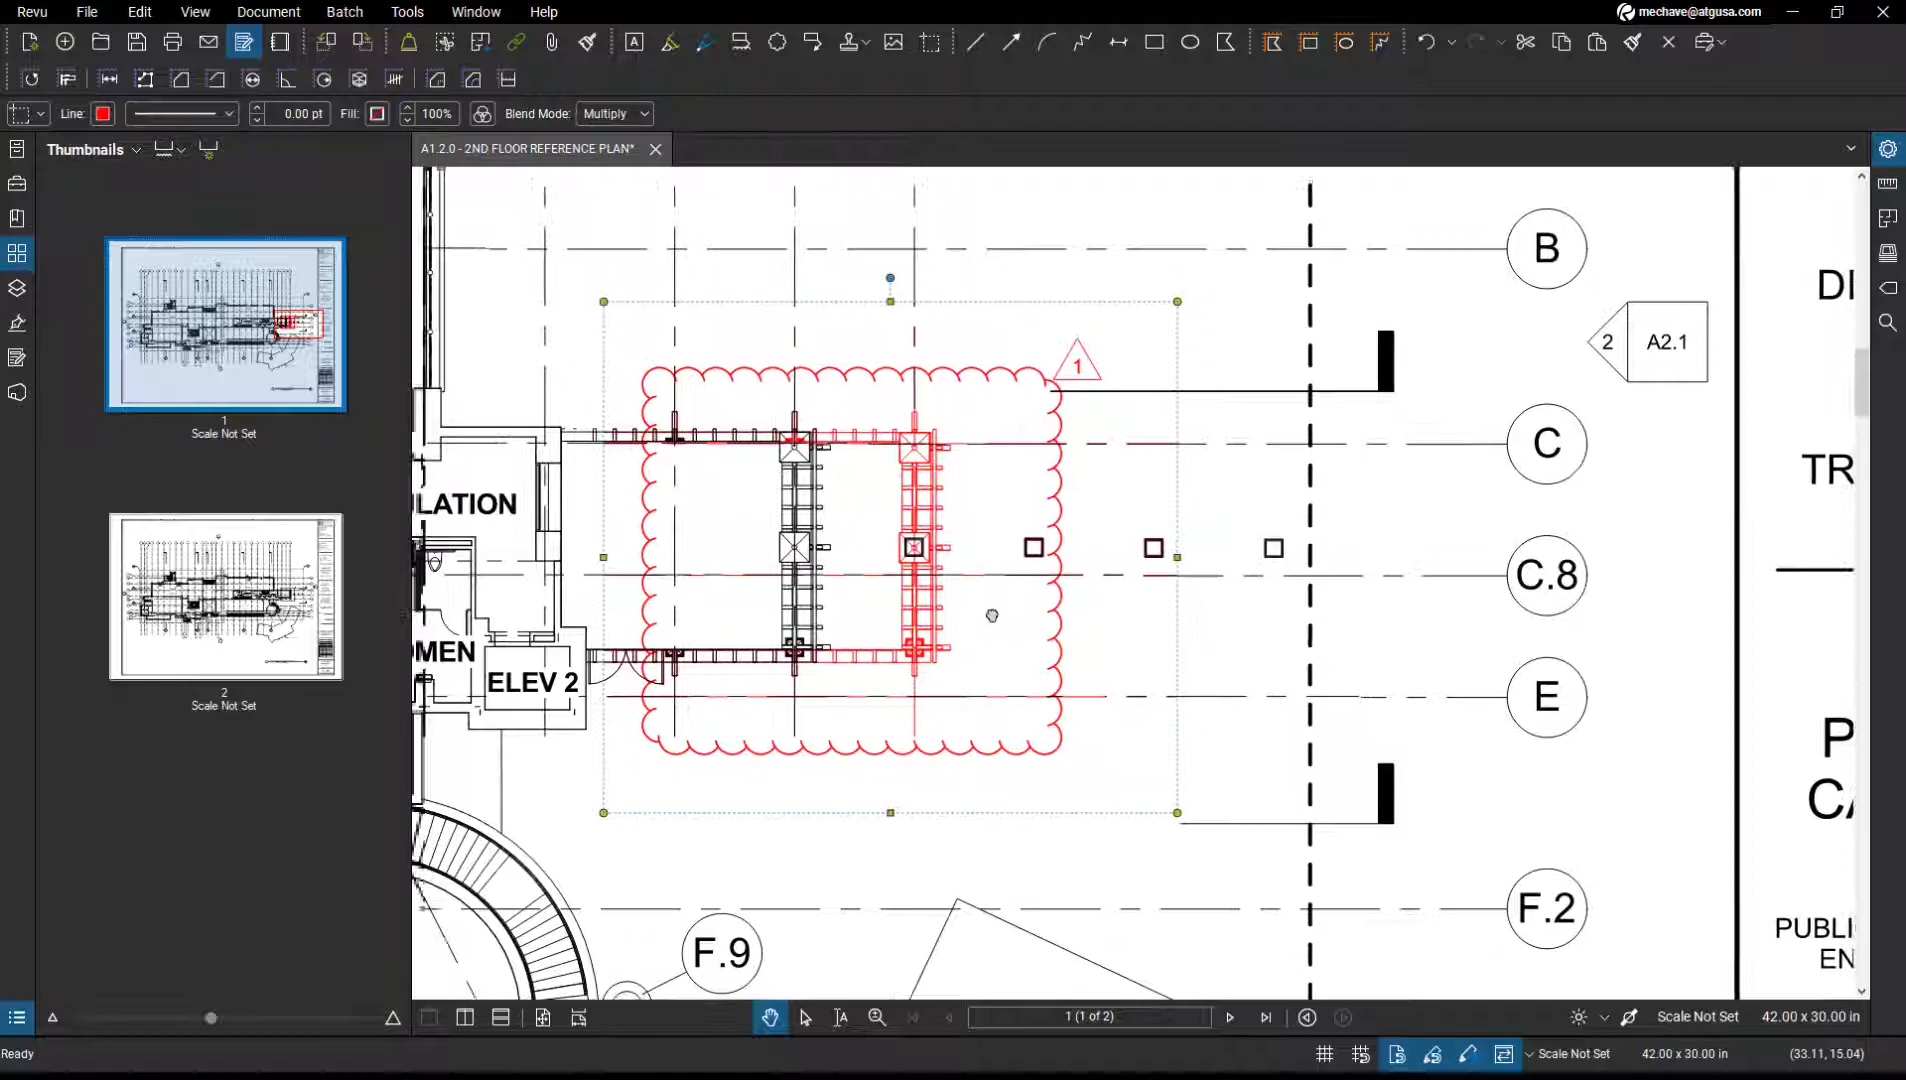 Revu File Edit View Document Batch Tools Window Help
mechave@atgusa.com
Line: 0.00 pt Fill: 100% Blend Mode: Multiply
Thumbnails
A1.2.0 - 2ND FLOOR REFERENCE PLAN*
1
Scale Not Set
2
Scale Not Set
B
DI
2 A2.1
1
C
TR
LATION
C.8
MEN
ELEV 2
E
P
CA
F.2
F.9
PUBLI
EN
1 (1 of 2)
Scale Not Set 42.00 x 30.00 in
Ready
Scale Not Set 42.00 x 30.00 in (33.11, 15.04)